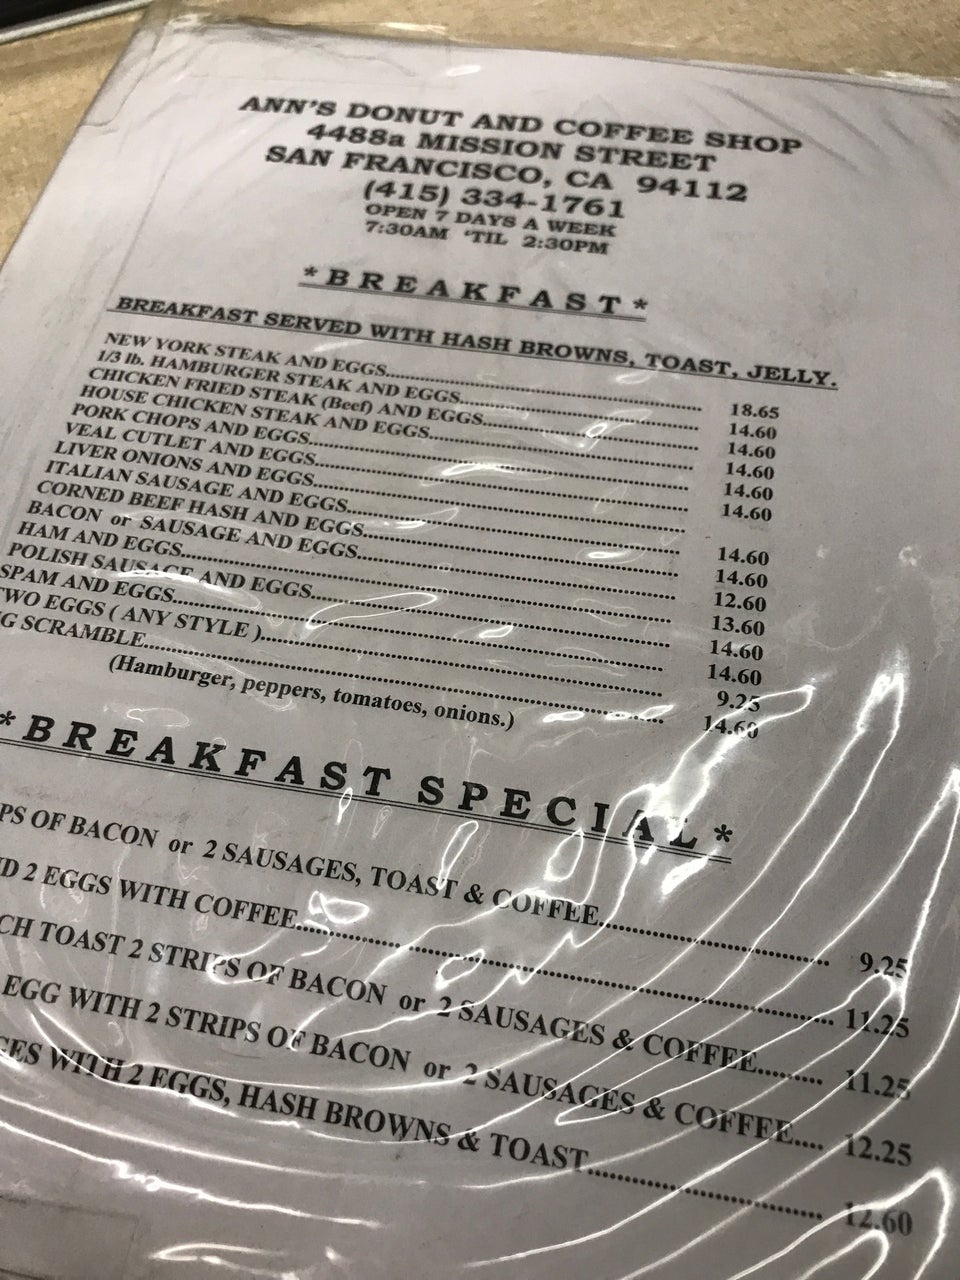 ANN'S DONUT AND COFFEE SHOP
4488a MISSION STREET
SAN FRANCISCO, CA 94112
(415) 334-1761
OPEN 7 DAYS A WEEK
7:30AM 'TIL 2:30PM
*BREAKFAST*
BREAKFAST SERVED WITH HASH BROWNS, TOAST, JELLY.
NEW YORK STEAK AND EGGS........ 18.65
1/3 lb. HAMBURGER STEAK AND EGGS........ 14.60
CHICKEN FRIED STEAK (Beef) AND EGGS........ 14.60
HOUSE CHICKEN STEAK AND EGGS........ 14.60
PORK CHOPS AND EGGS........ 14.60
VEAL CUTLET AND EGGS........ 14.60
LIVER ONIONS AND EGGS........
ITALIAN SAUSAGE AND EGGS........ 14.60
CORNED BEEF HASH AND EGGS........ 14.60
BACON or SAUSAGE AND EGGS........ 12.60
HAM AND EGGS........ 13.60
POLISH SAUSAGE AND EGGS........ 14.60
SPAM AND EGGS........ 14.60
TWO EGGS ( ANY STYLE )........ 9.25
G SCRAMBLE........ 14.60
(Hamburger, peppers, tomatoes, onions.)
*BREAKFAST SPECIAL*
PS OF BACON or 2 SAUSAGES, TOAST & COFFEE........ 9.25
D 2 EGGS WITH COFFEE........ 11.25
CH TOAST 2 STRIPS OF BACON or 2 SAUSAGES & COFFEE........ 11.25
EGG WITH 2 STRIPS OF BACON or 2 SAUSAGES & COFFEE.... 12.25
GES WITH 2 EGGS, HASH BROWNS & TOAST........ 12.60